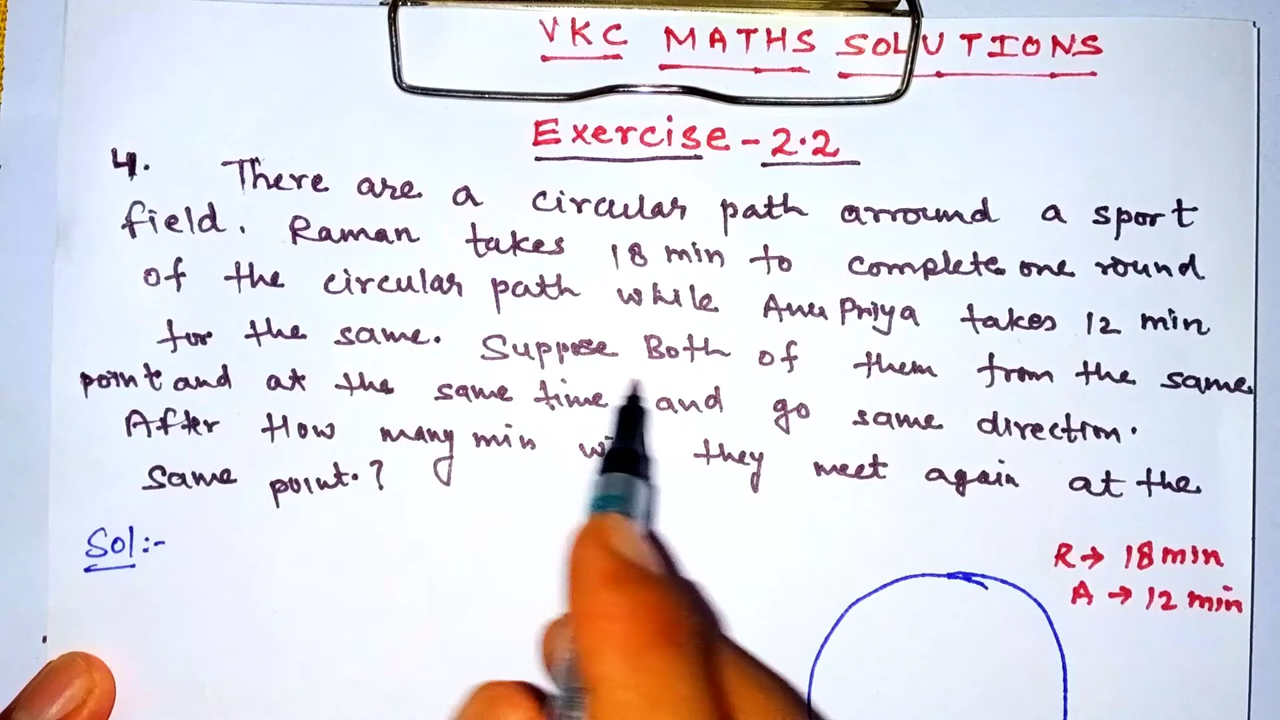 VKC MATHS SOLUTIONS
Exercise-2.2
4. There are a circular path arround a sport
field. Raman takes 18 min to complete one round
of the circular path while AnuPriya takes 12 min
for the same. Suppose Both of them from the same
point and at the same time and go same direction.
After How many min they meet again at the
same point.?
Sol:-
R→ 18 min
A → 12 min